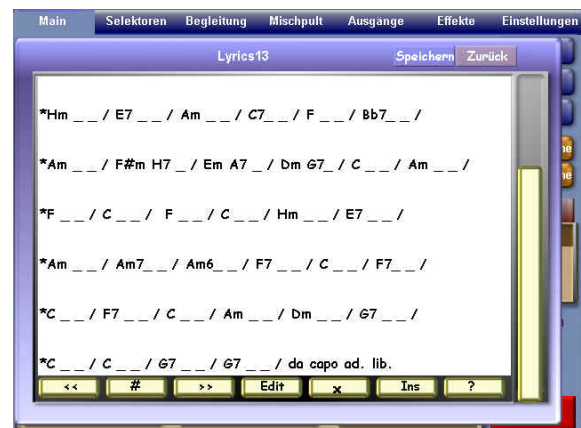 Main Selektoren Begleitung Mischpult Ausgänge Effekte Einstellungen
Lyrics13 Speichern Zurück
*Hm _ _ / E7 _ _ / Am _ _ / C7_ _ / F _ _ / Bb7_ _ /
*Am _ _ / F#m H7 _ / Em A7 _ / Dm G7_ / C _ _ / Am _ _ /
*F _ _ / C _ _ / F _ _ / C _ _ / Hm _ _ / E7 _ _ /
*Am _ _ / Am7_ _ / Am6_ _ / F7 _ _ / C _ _ / F7_ _ /
*C _ _ / F7 _ _ / C _ _ / Am _ _ / Dm _ _ / G7 _ _ /
*C _ _ / C _ _ / G7 _ _ / G7 _ _ / da capo ad. lib.
<< # >> Edit x Ins ?